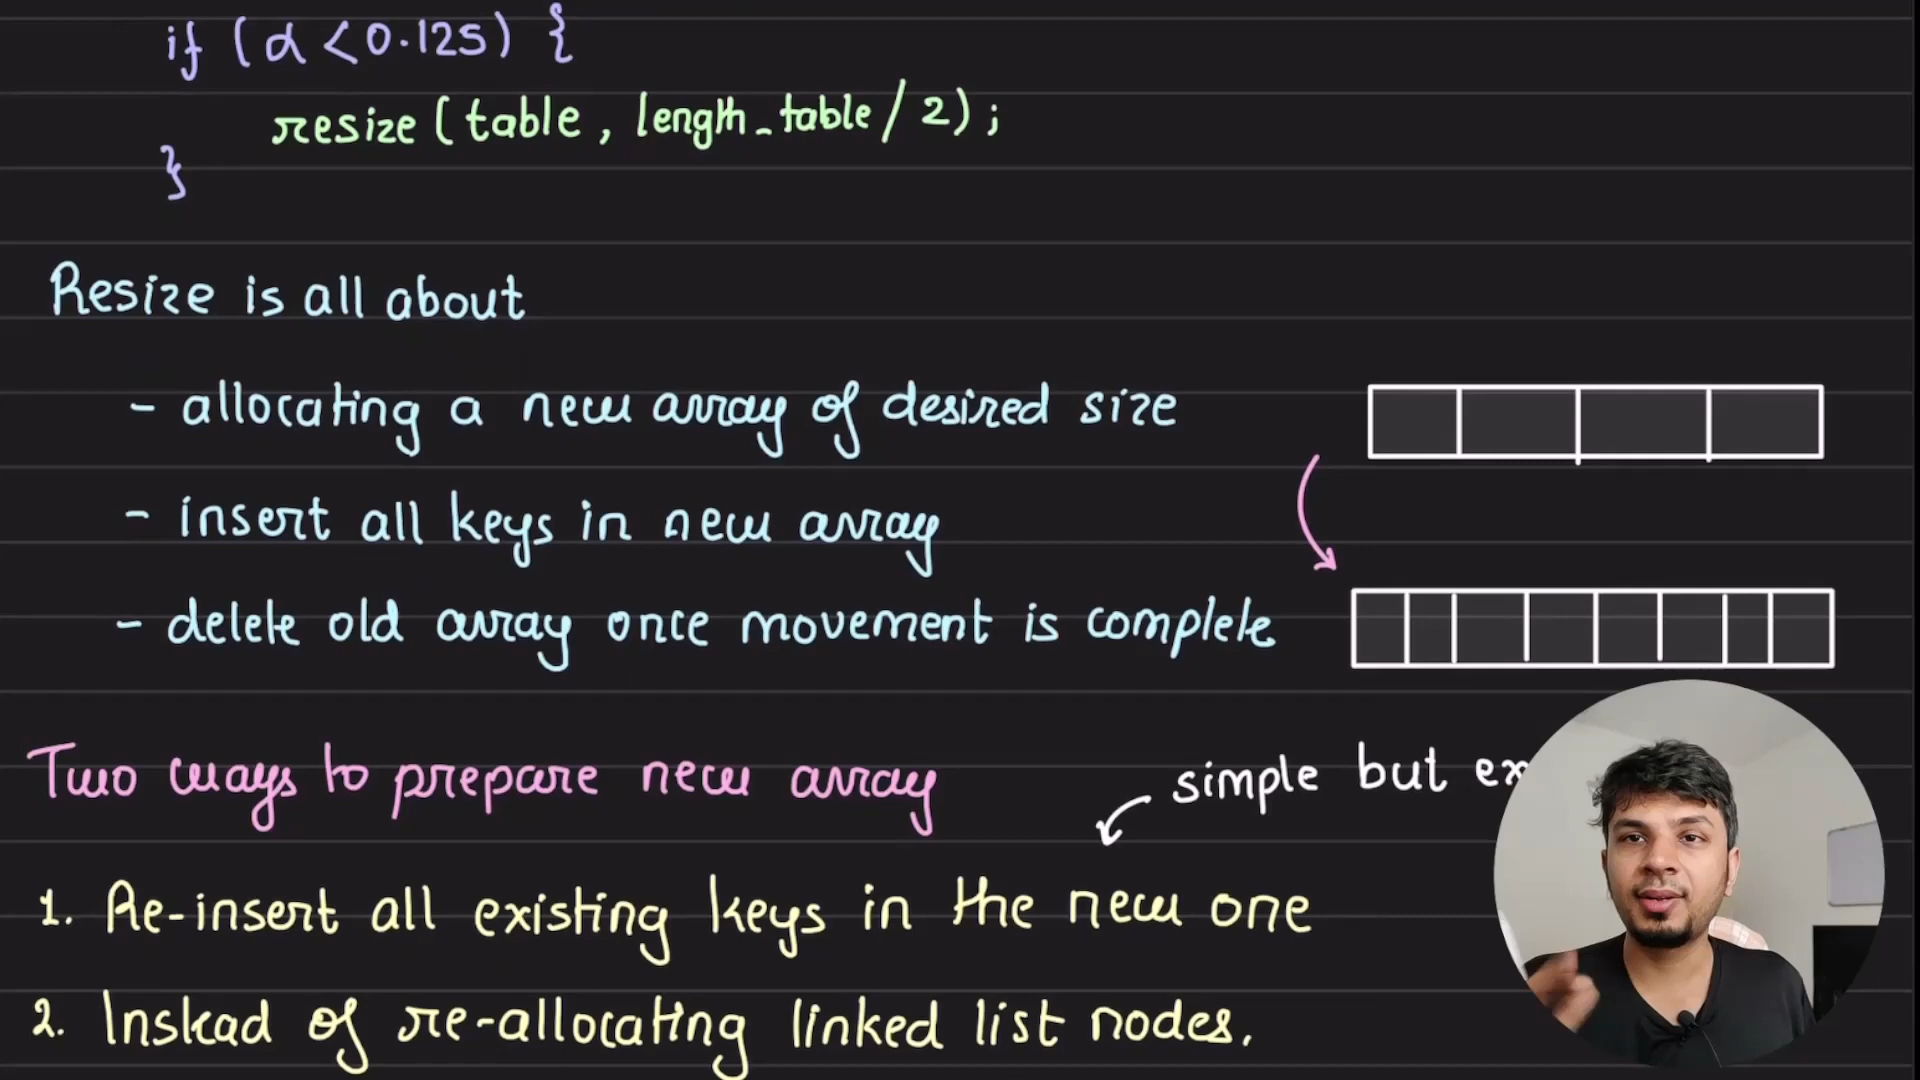 if (α < 0.125) {
resize (table, length_table / 2);
}
Resize is all about
- allocating a new array of desired size
- insert all keys in new array
- delete old array once movement is complete
Two ways to prepare new array
simple but ex
1. Re-insert all existing keys in the new one
2. Instead of re-allocating linked list nodes.